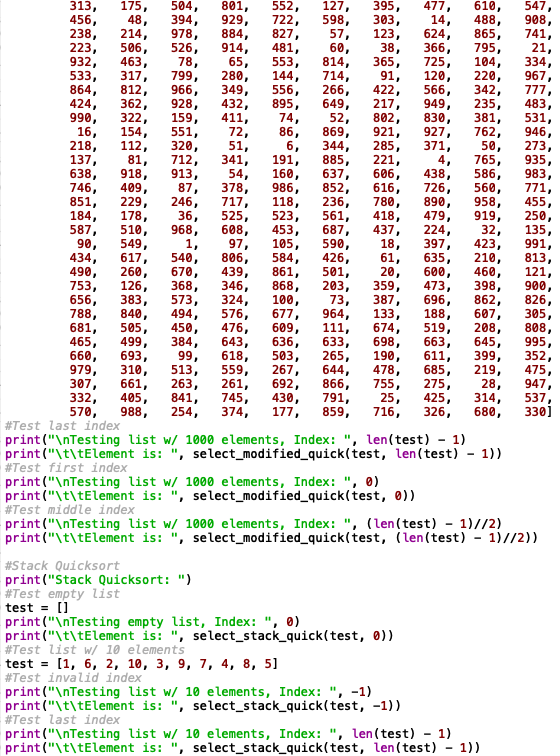 313, 175, 504, 801, 552, 127, 395, 477, 610, 547,
456, 48, 394, 929, 722, 598, 303, 14, 488, 908,
238, 214, 978, 884, 827, 57, 123, 624, 865, 741,
223, 506, 526, 914, 481, 60, 38, 366, 795, 21,
932, 463, 78, 65, 553, 814, 365, 725, 104, 334,
533, 317, 799, 280, 144, 714, 91, 120, 220, 967,
864, 812, 966, 349, 556, 266, 422, 566, 342, 777,
424, 362, 928, 432, 895, 649, 217, 949, 235, 483,
990, 322, 159, 411, 74, 52, 802, 830, 381, 531,
16, 154, 551, 72, 86, 869, 921, 927, 762, 946,
218, 112, 320, 51, 6, 344, 285, 371, 50, 273,
137, 81, 712, 341, 191, 885, 221, 4, 765, 935,
638, 918, 913, 54, 160, 637, 606, 438, 586, 983,
746, 409, 87, 378, 986, 852, 616, 726, 560, 771,
851, 229, 246, 717, 118, 236, 780, 890, 958, 455,
184, 178, 36, 525, 523, 561, 418, 479, 919, 250,
587, 510, 968, 608, 453, 687, 437, 224, 32, 135,
90, 549, 1, 97, 105, 590, 18, 397, 423, 991,
434, 617, 540, 806, 584, 426, 61, 635, 210, 813,
490, 260, 670, 439, 861, 501, 20, 600, 460, 121,
753, 126, 368, 346, 868, 203, 359, 473, 398, 900,
656, 383, 573, 324, 100, 73, 387, 696, 862, 826,
788, 840, 494, 576, 677, 964, 133, 188, 607, 305,
681, 505, 450, 476, 609, 111, 674, 519, 208, 808,
465, 499, 384, 643, 636, 633, 698, 663, 645, 995,
660, 693, 99, 618, 503, 265, 190, 611, 399, 352,
979, 310, 513, 559, 267, 644, 478, 685, 219, 475,
307, 661, 263, 261, 692, 866, 755, 275, 28, 947,
332, 405, 841, 745, 430, 791, 25, 425, 314, 537,
570, 988, 254, 374, 177, 859, 716, 326, 680, 330]
#Test last index
print("\nTesting list w/ 1000 elements, Index: ", len(test) - 1)
print("\t\tElement is: ", select_modified_quick(test, len(test) - 1))
#Test first index
print("\nTesting list w/ 1000 elements, Index: ", 0)
print("\t\tElement is: ", select_modified_quick(test, 0))
#Test middle index
print("\nTesting list w/ 1000 elements, Index: ", (len(test) - 1)//2)
print("\t\tElement is: ", select_modified_quick(test, (len(test) - 1)//2))
#Stack Quicksort
print("Stack Quicksort: ")
#Test empty list
test = []
print("\nTesting empty list, Index: ", 0)
print("\t\tElement is: ", select_stack_quick(test, 0))
#Test list w/ 10 elements
test = [1, 6, 2, 10, 3, 9, 7, 4, 8, 5]
#Test invalid index
print("\nTesting list w/ 10 elements, Index: ", -1)
print("\t\tElement is: ", select_stack_quick(test, -1))
#Test last index
print("\nTesting list w/ 10 elements, Index: ", len(test) - 1)
print("\t\tElement is: ", select_stack_quick(test, len(test) - 1))